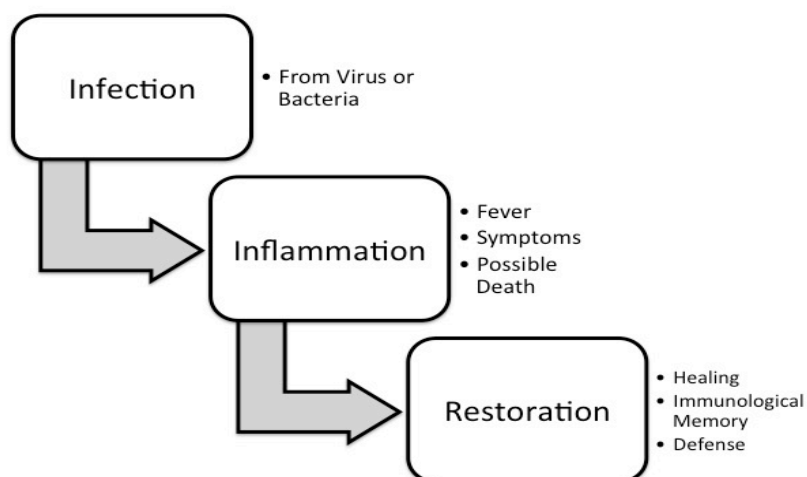 Infection
• From Virus or
Bacteria
Inflammation
• Fever
• Symptoms
• Possible
Death
Restoration
• Healing
• Immunological
Memory
• Defense